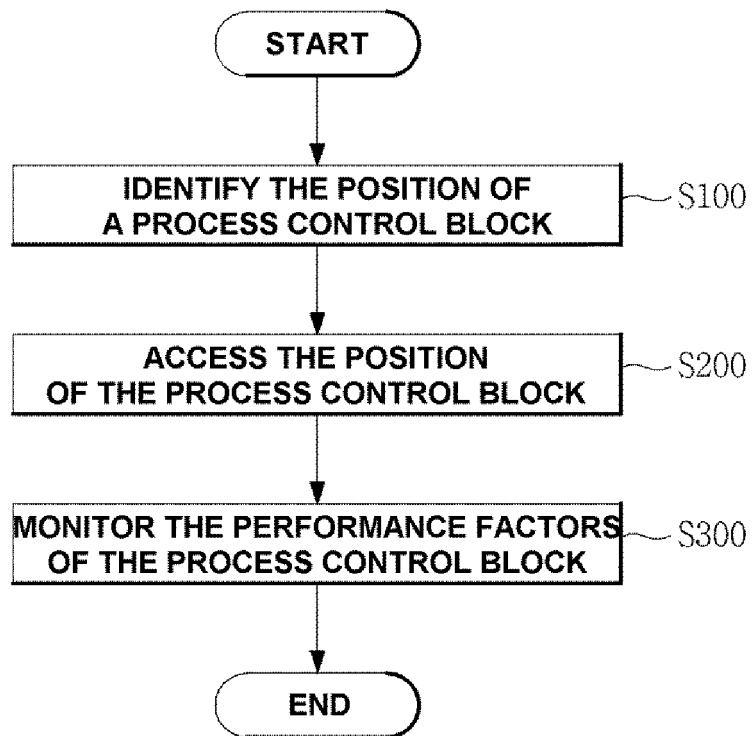 START
IDENTIFY THE POSITION OF
A PROCESS CONTROL BLOCK
S100
ACCESS THE POSITION
OF THE PROCESS CONTROL BLOCK
S200
MONITOR THE PERFORMANCE FACTORS
OF THE PROCESS CONTROL BLOCK
S300
END